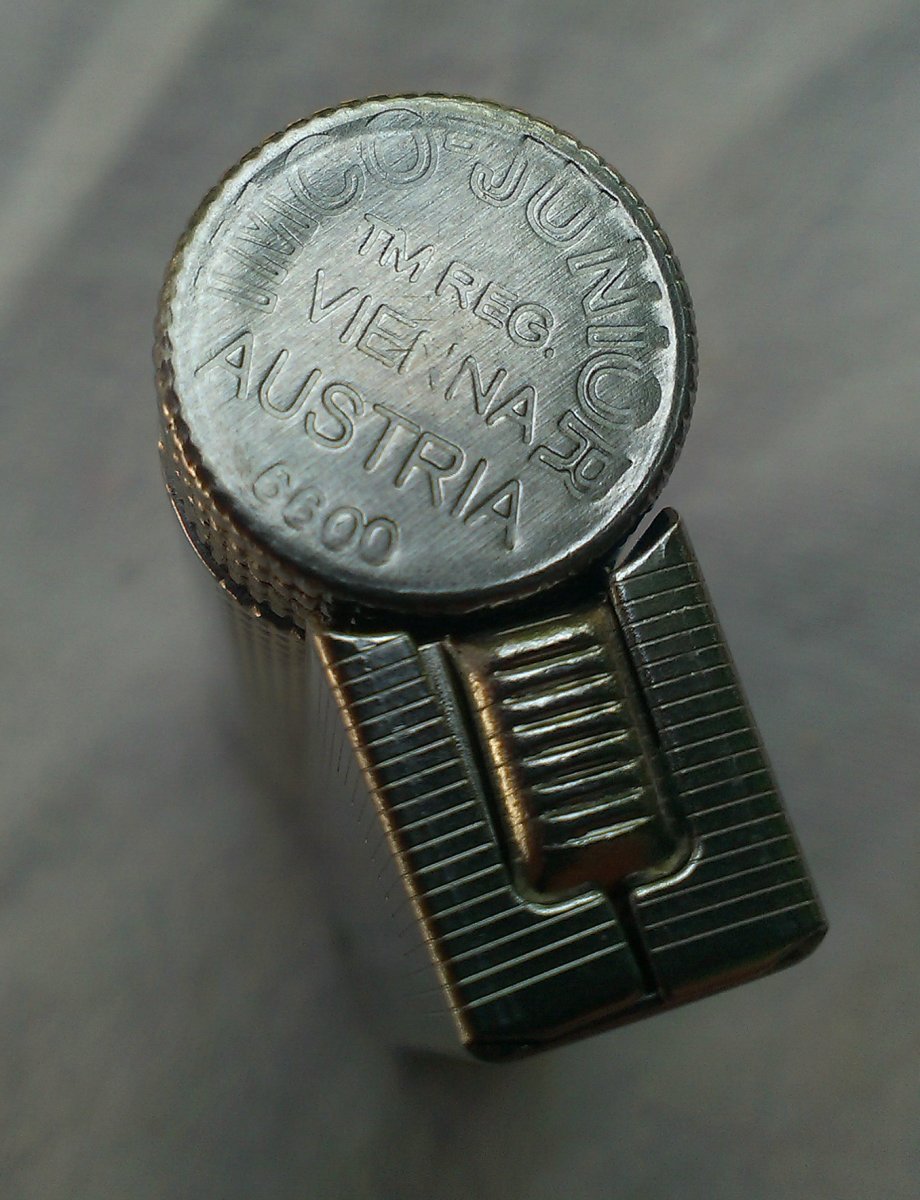 IMCO-JUNIOR
TM REG.
VIENNA
AUSTRIA
6600